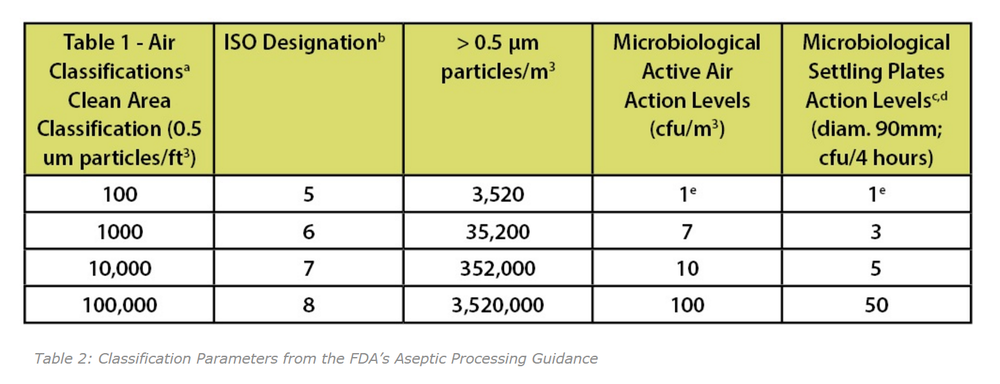 Table 1 - Air
Classificationsᵃ
Clean Area
Classification (0.5
um particles/ft³)
ISO Designationᵇ
> 0.5 µm
particles/m³
Microbiological
Active Air
Action Levels
(cfu/m³)
Microbiological
Settling Plates
Action Levelsᶜ,ᵈ
(diam. 90mm;
cfu/4 hours)
100 5 3,520 1ᵉ 1ᵉ
1000 6 35,200 7 3
10,000 7 352,000 10 5
100,000 8 3,520,000 100 50
Table 2: Classification Parameters from the FDA’s Aseptic Processing Guidance